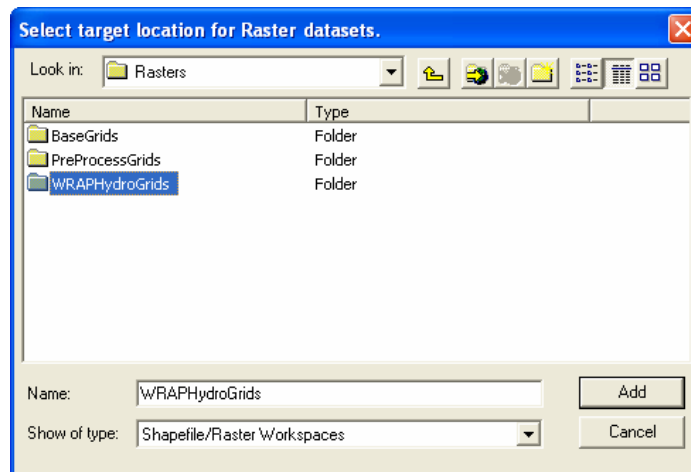 Select target location for Raster datasets.
Look in: Rasters
Name Type
BaseGrids Folder
PreProcessGrids Folder
WRAPHydroGrids Folder
Name: WRAPHydroGrids Add
Show of type: Shapefile/Raster Workspaces Cancel